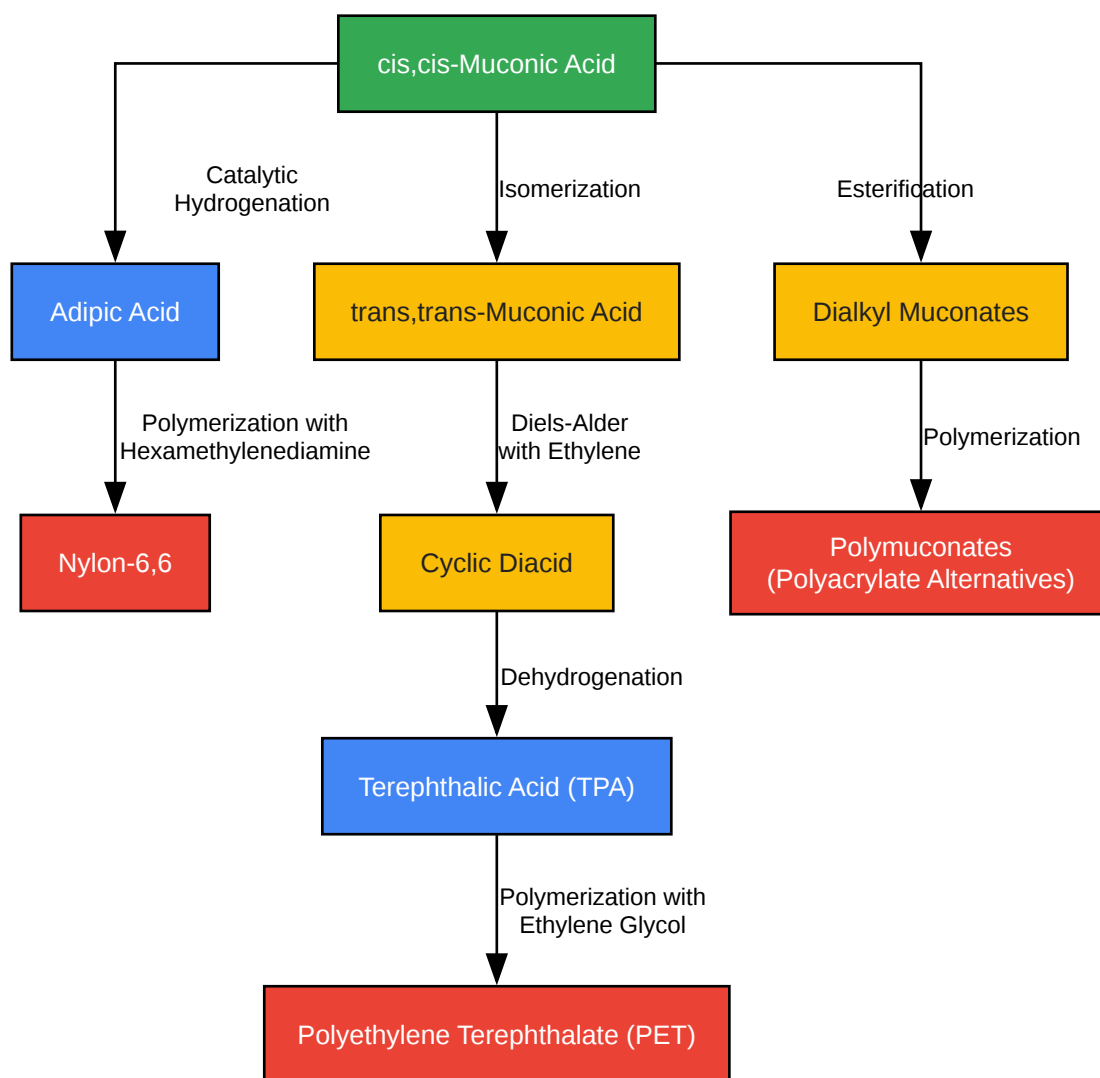 cis,cis-Muconic Acid
Catalytic
Hydrogenation
Isomerization
Esterification
Adipic Acid
trans,trans-Muconic Acid
Dialkyl Muconates
Polymerization with
Hexamethylenediamine
Diels-Alder
with Ethylene
Polymerization
Nylon-6,6
Cyclic Diacid
Polymuconates
(Polyacrylate Alternatives)
Dehydrogenation
Terephthalic Acid (TPA)
Polymerization with
Ethylene Glycol
Polyethylene Terephthalate (PET)